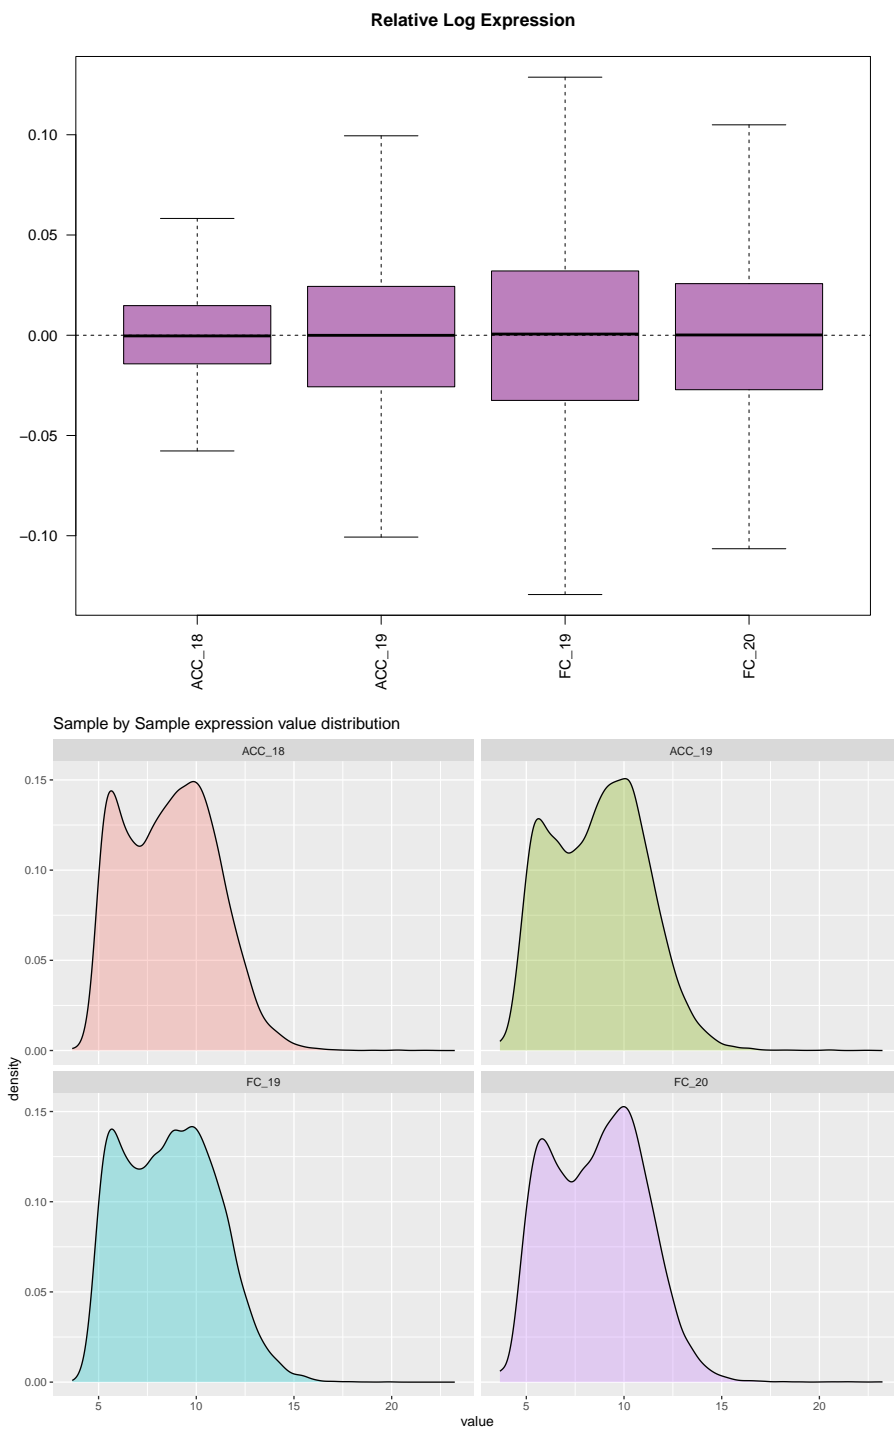 Relative Log Expression
0.10
0.05
0.00
−0.05
−0.10
ACC_18
ACC_19
FC_19
FC_20
Sample by Sample expression value distribution
ACC_18
ACC_19
0.15
0.10
0.05
0.00
FC_19
FC_20
0.15
0.10
0.05
0.00
density
5
10
15
20
5
10
15
20
value